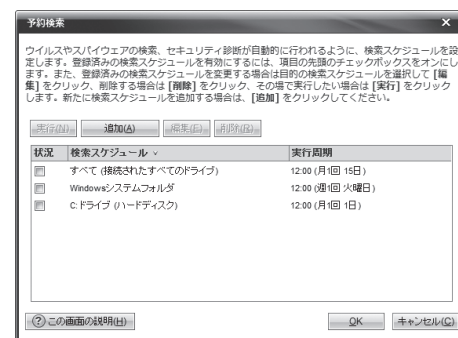 予約検索
ウイルスやスパイウェアの検索、セキュリティ診断が自動的に行われるように、検索スケジュールを設
定します。登録済みの検索スケジュールを有効にするには、項目の先頭のチェックボックスをオンにし
ます。また、登録済みの検索スケジュールを変更する場合は目的の検索スケジュールを選択して [編
集] をクリック、削除する場合は [削除] をクリック、その場で実行したい場合は [実行] をクリック
します。新たに検索スケジュールを追加する場合は、[追加] をクリックしてください。
実行(N) 追加(A) 編集(E) 削除(R)
状況 検索スケジュール 実行周期
すべて (接続されたすべてのドライブ) 12:00 (月1回 15日)
Windowsシステムフォルダ 12:00 (週1回 火曜日)
C:ドライブ (ハードディスク) 12:00 (月1回 1日)
この画面の説明(H) OK キャンセル(C)